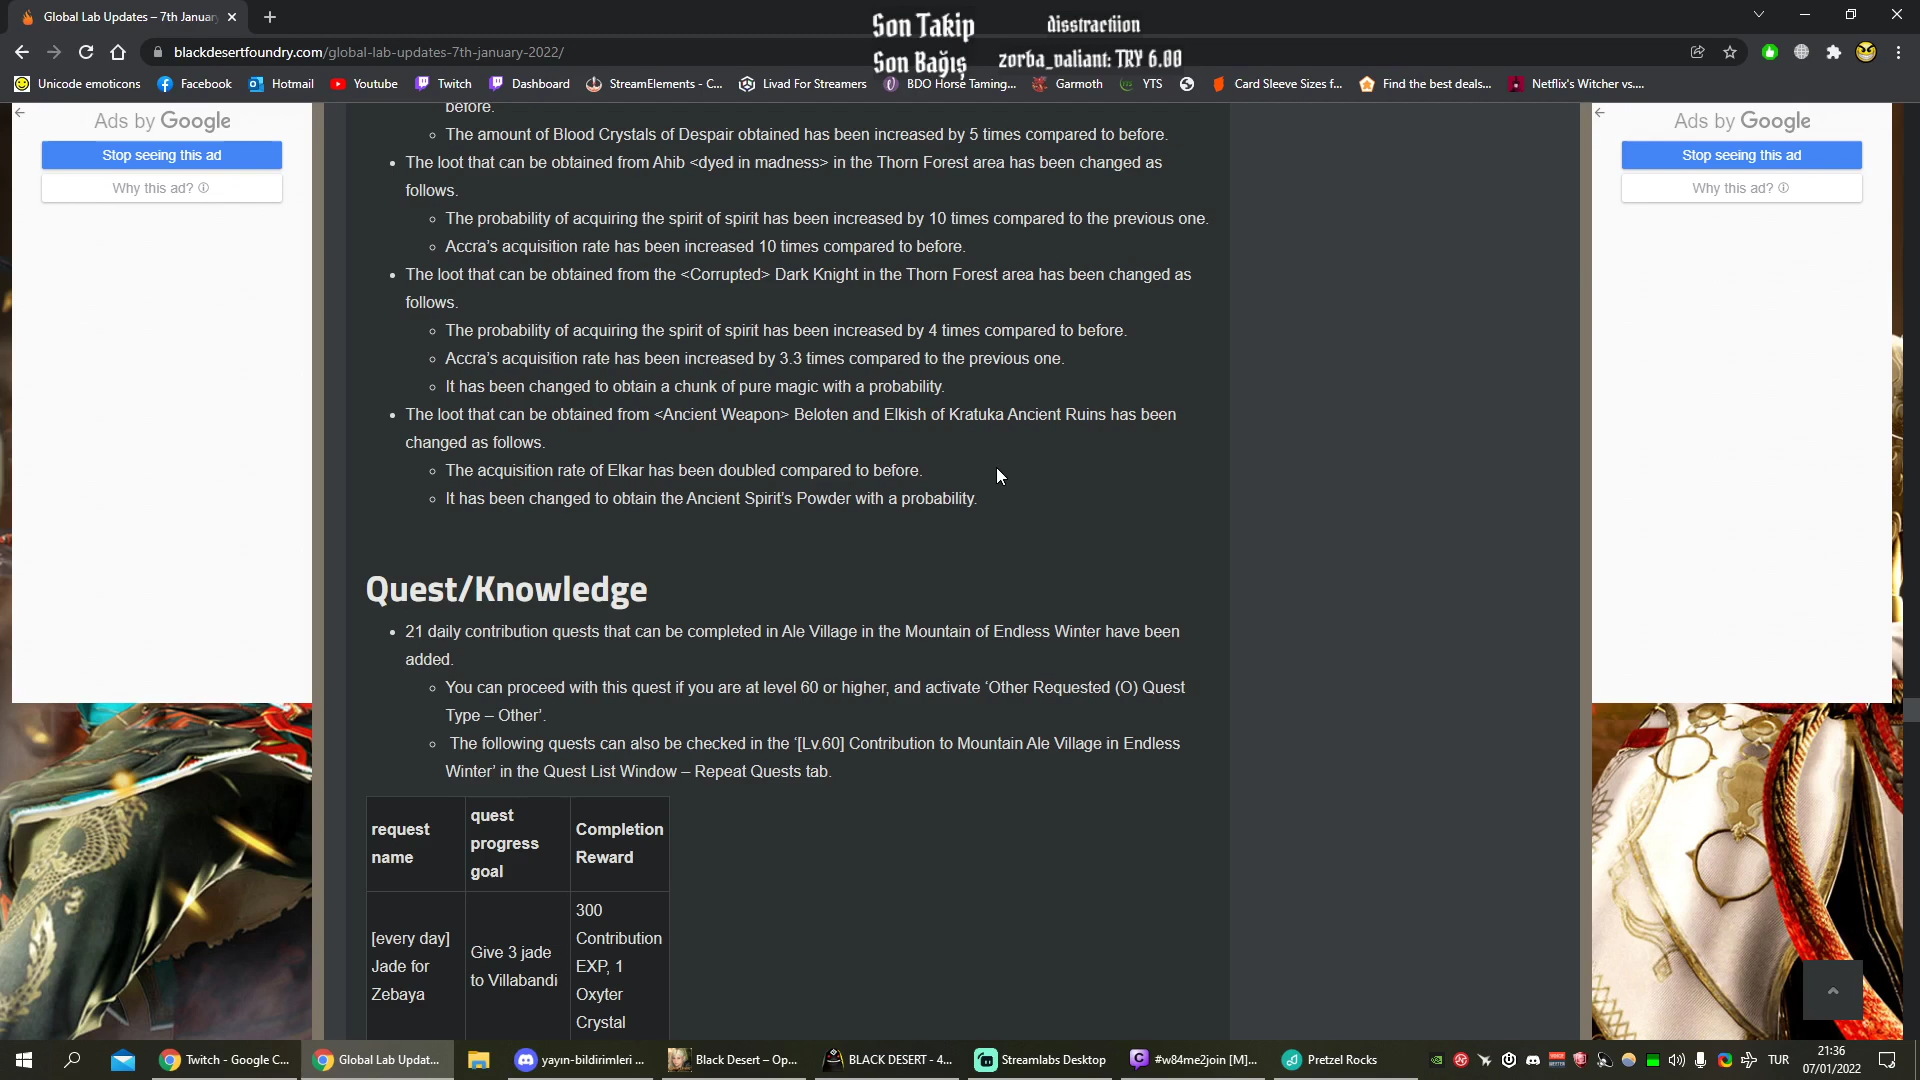 Global Lab Updates – 7th Januar
blackdesertfoundry.com/global-lab-updates-7th-january-2022/
Son Takip disstractiion
Son Bağış zorba_valiant: TRY 6.00
Unicode emoticons Facebook Hotmail Youtube Twitch Dashboard StreamElements - C... Livad For Streamers BDO Horse Taming... Garmoth YTS Card Sleeve Sizes f... Find the best deals... Netflix's Witcher vs....
Ads by Google
Stop seeing this ad
Why this ad?
before.
The amount of Blood Crystals of Despair obtained has been increased by 5 times compared to before.
The loot that can be obtained from Ahib <dyed in madness> in the Thorn Forest area has been changed as
follows.
The probability of acquiring the spirit of spirit has been increased by 10 times compared to the previous one.
Accra's acquisition rate has been increased 10 times compared to before.
The loot that can be obtained from the <Corrupted> Dark Knight in the Thorn Forest area has been changed as
follows.
The probability of acquiring the spirit of spirit has been increased by 4 times compared to before.
Accra's acquisition rate has been increased by 3.3 times compared to the previous one.
It has been changed to obtain a chunk of pure magic with a probability.
The loot that can be obtained from <Ancient Weapon> Beloten and Elkish of Kratuka Ancient Ruins has been
changed as follows.
The acquisition rate of Elkar has been doubled compared to before.
It has been changed to obtain the Ancient Spirit's Powder with a probability.
Quest/Knowledge
21 daily contribution quests that can be completed in Ale Village in the Mountain of Endless Winter have been
added.
You can proceed with this quest if you are at level 60 or higher, and activate ‘Other Requested (O) Quest
Type – Other’.
The following quests can also be checked in the ‘[Lv.60] Contribution to Mountain Ale Village in Endless
Winter’ in the Quest List Window – Repeat Quests tab.
request
name
quest
progress
goal
Completion
Reward
[every day]
Jade for
Zebaya
Give 3 jade
to Villabandi
300
Contribution
EXP, 1
Oxyter
Crystal
Ads by Google
Stop seeing this ad
Why this ad?
Twitch - Google C... Global Lab Updat... yayın-bildirimleri ... Black Desert – Op... BLACK DESERT - 4... Streamlabs Desktop #w84me2join [M]... Pretzel Rocks TUR
21:36
07/01/2022